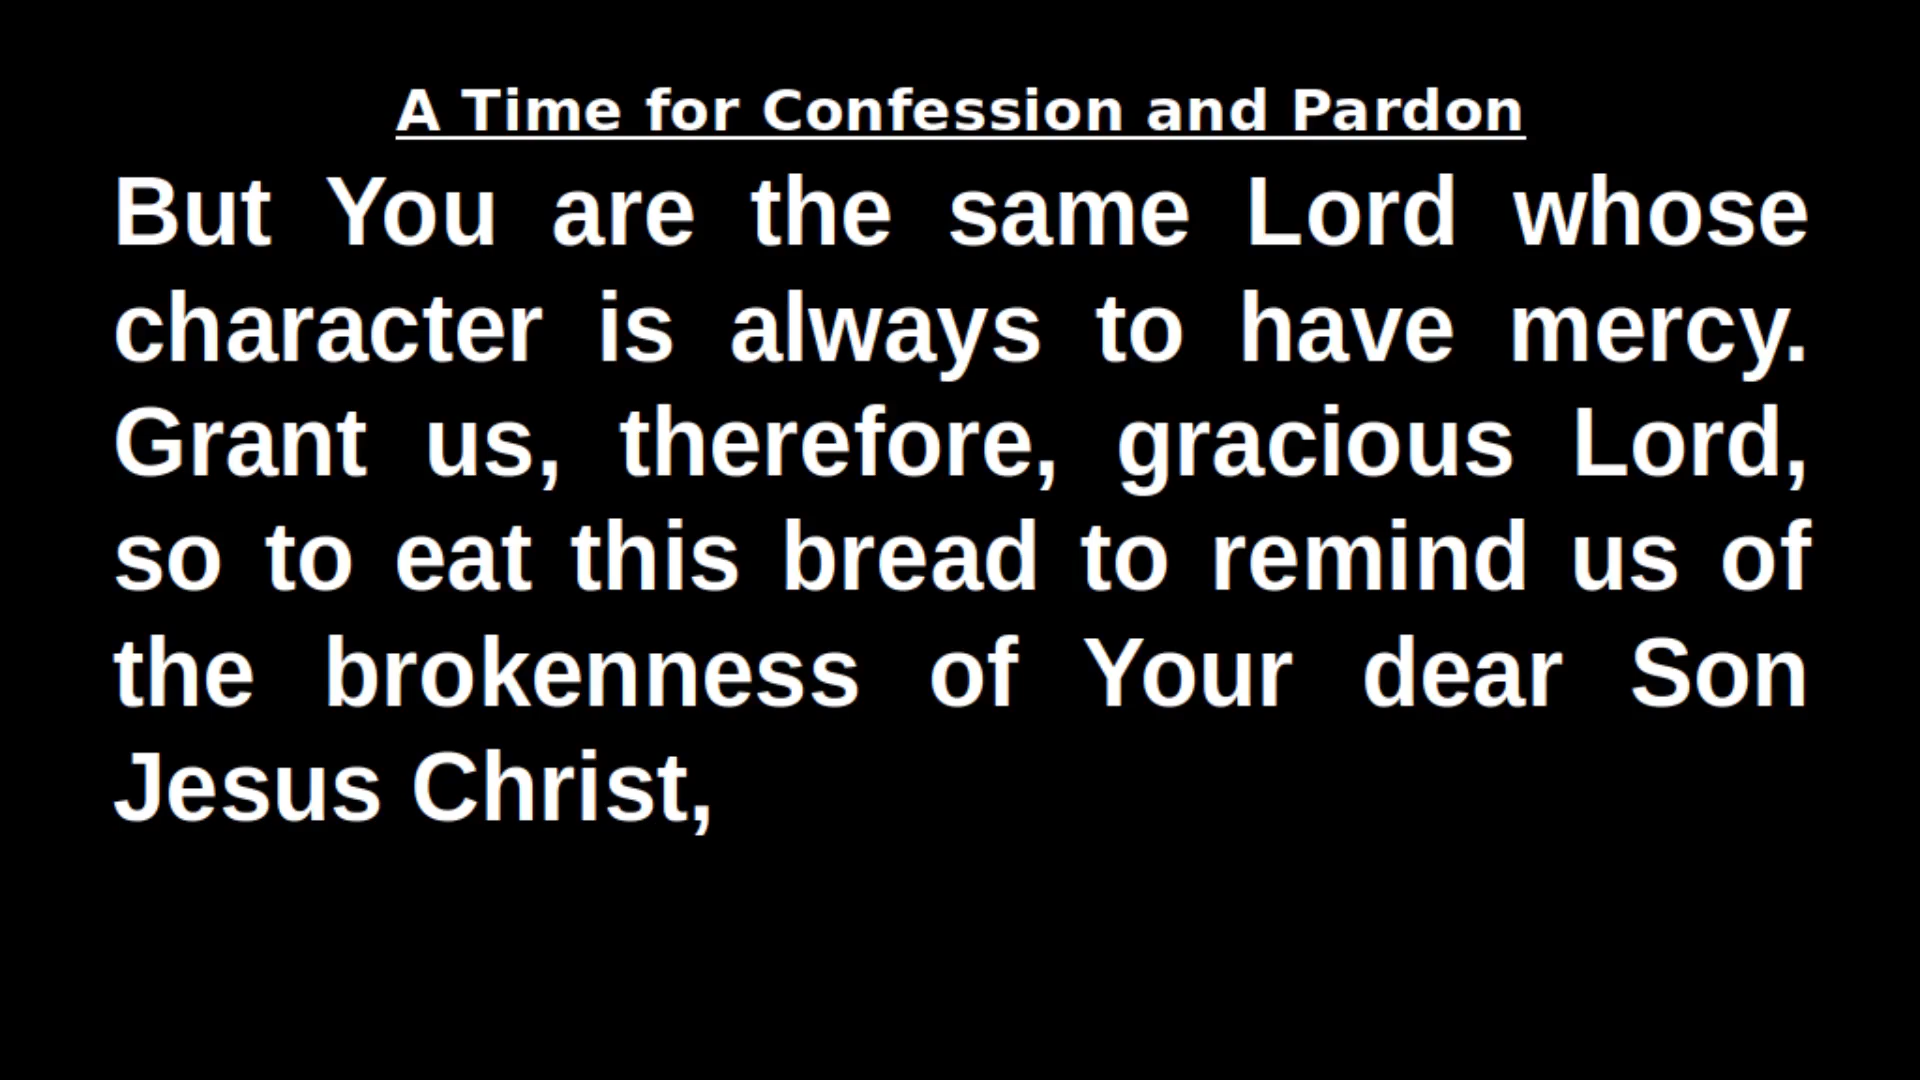 A Time for Confession and Pardon
But You are the same Lord whose
character is always to have mercy.
Grant us, therefore, gracious Lord,
so to eat this bread to remind us of
the brokenness of Your dear Son
Jesus Christ,